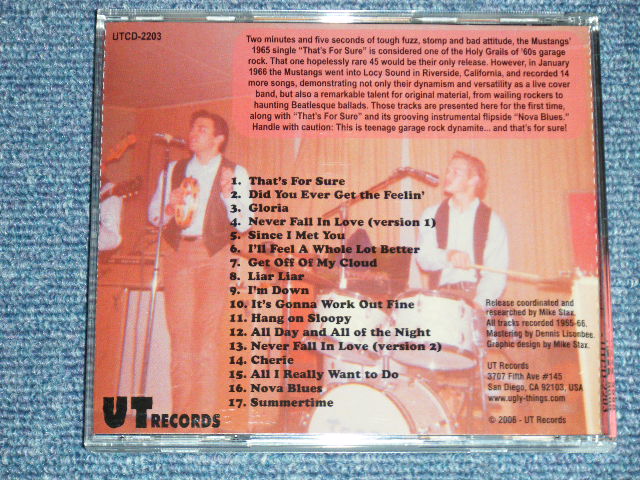 UTCD-2203
Two minutes and five seconds of tough fuzz, stomp and bad attitude, the Mustangs'
1965 single "That's For Sure" is considered one of the Holy Grails of '60s garage
rock. That one hopelessly rare 45 would be their only release. However, in January
1966 the Mustangs went into Locy Sound in Riverside, California, and recorded 14
more songs, demonstrating not only their dynamism and versatility as a live cover
band, but also a remarkable talent for original material, from wailing rockers to
haunting Beatlesque ballads. Those tracks are presented here for the first time,
along with "That's For Sure" and its grooving instrumental flipside "Nova Blues."
Handle with caution: This is teenage garage rock dynamite... and that's for sure!
1. That's For Sure
2. Did You Ever Get the Feelin'
3. Gloria
4. Never Fall In Love (version 1)
5. Since I Met You
6. I'll Feel A Whole Lot Better
7. Get Off Of My Cloud
8. Liar Liar
9. I'm Down
10. It's Gonna Work Out Fine
11. Hang on Sloopy
12. All Day and All of the Night
13. Never Fall In Love (version 2)
14. Cherie
15. All I Really Want to Do
16. Nova Blues
17. Summertime
Release coordinated and
researched by Mike Stax.
All tracks recorded 1965-66.
Mastering by Dennis Lisonbee.
Graphic design by Mike Stax.
UT Records
3707 Fifth Ave #145
San Diego, CA 92103, USA
www.ugly-things.com
© 2006 - UT Records
UT RECORDS